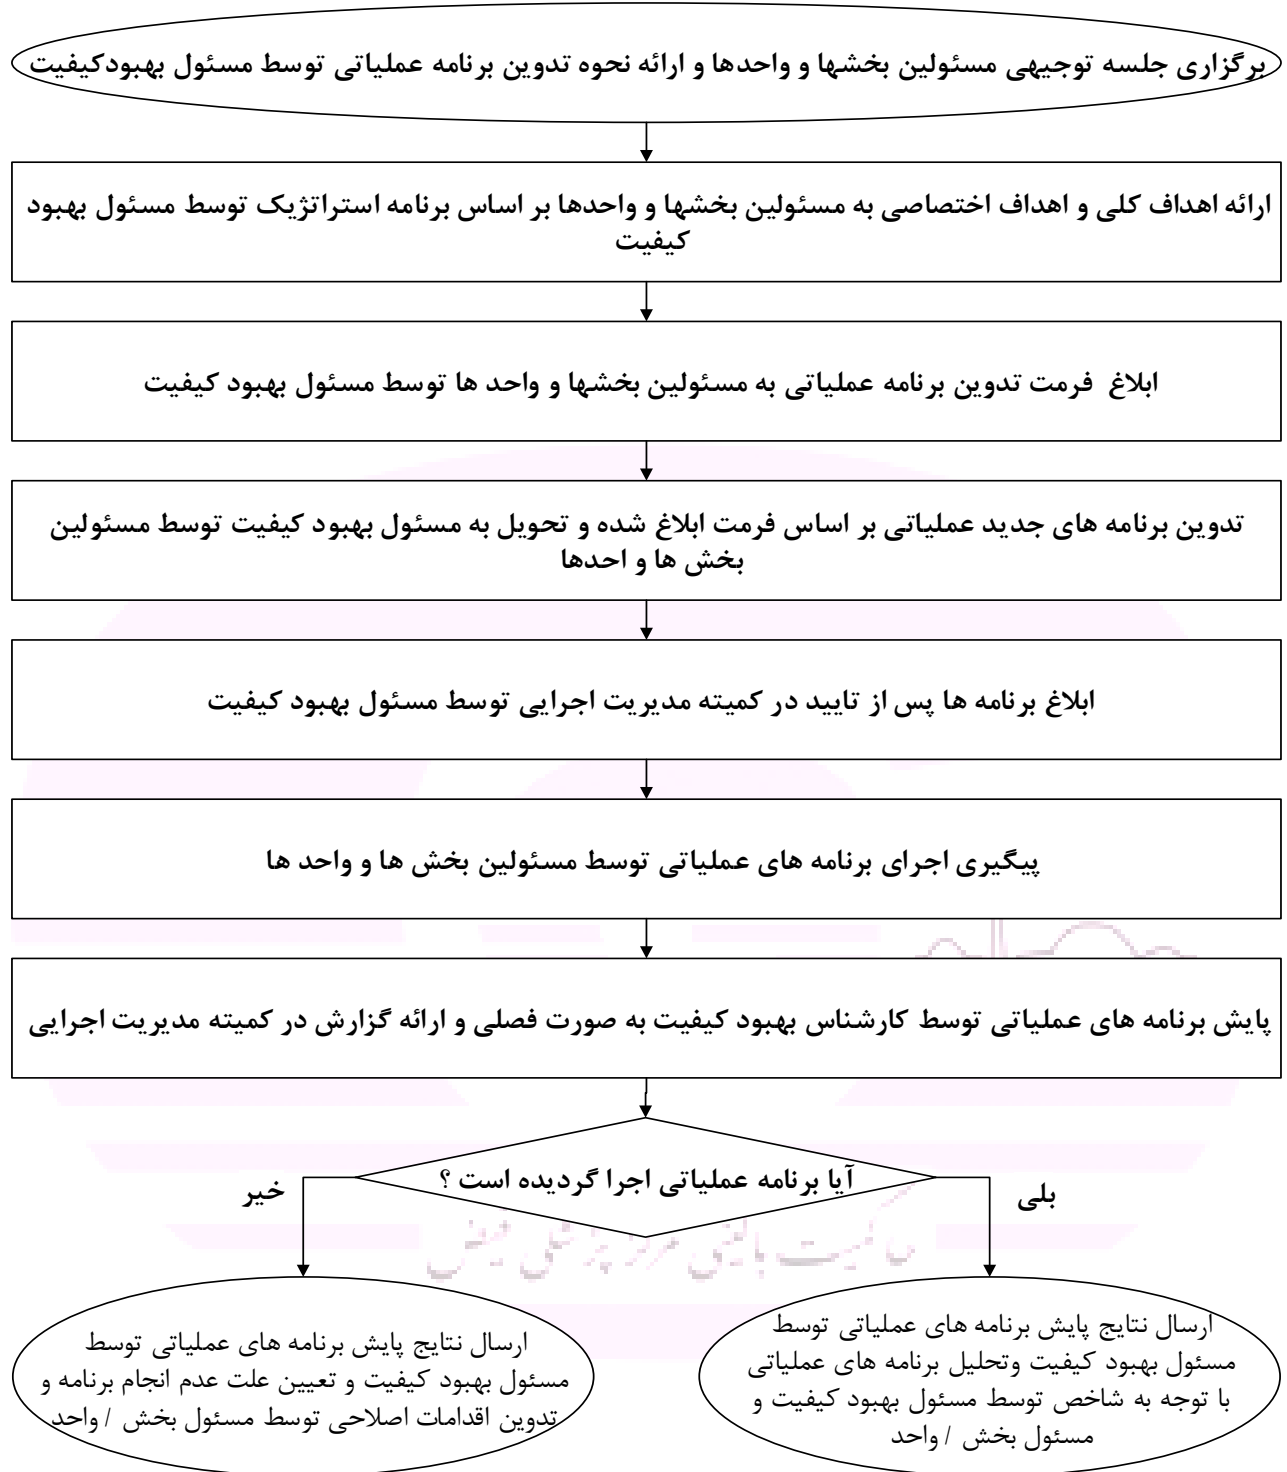 برگزاری جلسه توجیهی مسئولین بخشها و واحدها و ارائه نحوه تدوین برنامه عملیاتی توسط مسئول بهبودکیفیت
ارائه اهداف کلی و اهداف اختصاصی به مسئولین بخشها و واحدها بر اساس برنامه استراتژیک توسط مسئول بهبود
کیفیت
ابلاغ فرمت تدوین برنامه عملیاتی به مسئولین بخشها و واحد ها توسط مسئول بهبود کیفیت
تدوین برنامه های جدید عملیاتی بر اساس فرمت ابلاغ شده و تحویل به مسئول بهبود کیفیت توسط مسئولین
بخش ها و احدها
ابلاغ برنامه ها پس از تایید در کمیته مدیریت اجرایی توسط مسئول بهبود کیفیت
پیگیری اجرای برنامه های عملیاتی توسط مسئولین بخش ها و واحد ها
پایش برنامه های عملیاتی توسط کارشناس بهبود کیفیت به صورت فصلی و ارائه گزارش در کمیته مدیریت اجرایی
آیا برنامه عملیاتی اجرا گردیده است ؟
بلی
خیر
ارسال نتایج پایش برنامه های عملیاتی توسط
مسئول بهبود کیفیت وتحلیل برنامه های عملیاتی
با توجه به شاخص توسط مسئول بهبود کیفیت و
مسئول بخش / واحد
ارسال نتایج پایش برنامه های عملیاتی توسط
مسئول بهبود کیفیت و تعیین علت عدم انجام برنامه و
تدوین اقدامات اصلاحی توسط مسئول بخش / واحد